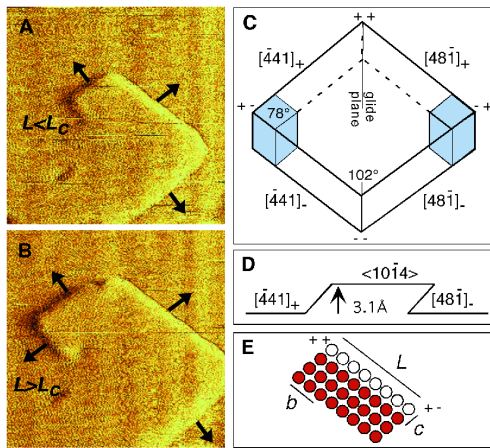 A
L<Lc
B
L>Lc
C
+ +
[4̄41]+
[481̄]+
+ -
- +
78°
glide
plane
102°
[4̄41]-
[481̄]-
- -
D
<101̄4>
[4̄41]+
[481̄]-
3.1Å
E
+ +
L
+ -
b
c